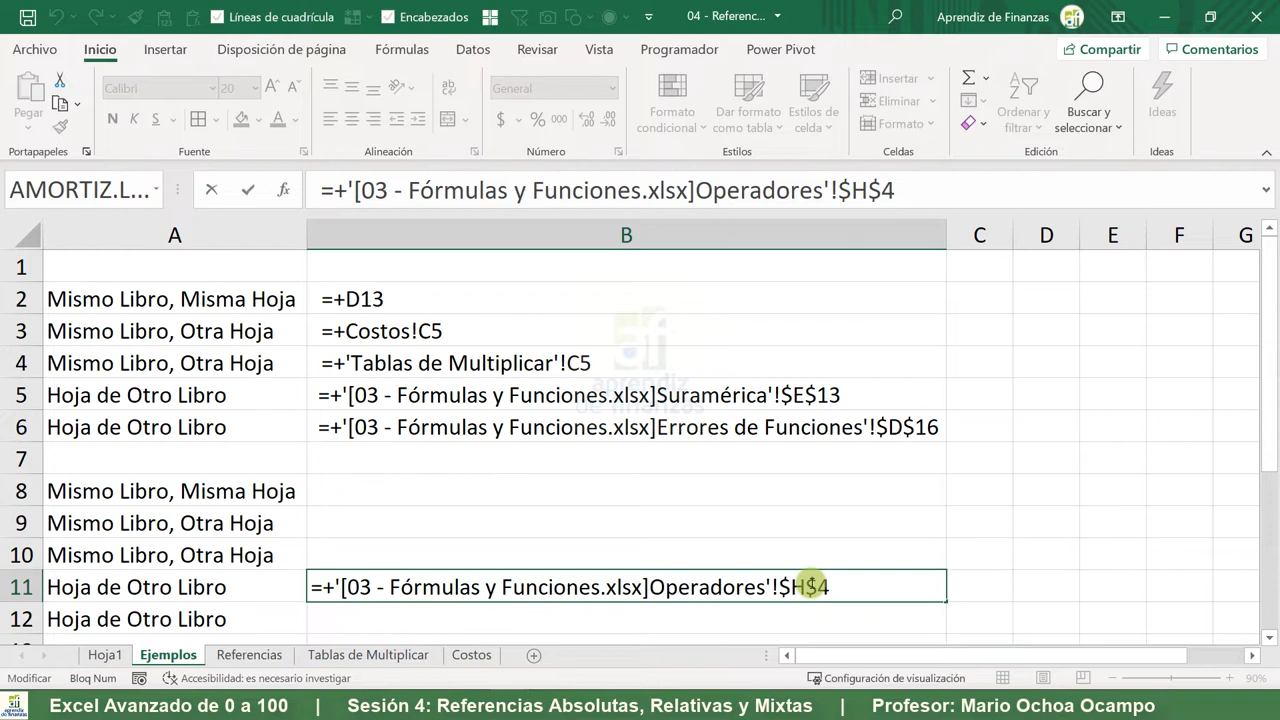 Líneas de cuadrícula
Encabezados
04 - Referenc...
Aprendiz de Finanzas
Archivo
Inicio
Insertar
Disposición de página
Fórmulas
Datos
Revisar
Vista
Programador
Power Pivot
Compartir
Comentarios
Pegar
Portapapeles
Calibri
20
N K S
Fuente
Alineación
General
$ % 000
Número
Formato condicional
Dar formato como tabla
Estilos de celda
Estilos
Insertar
Eliminar
Formato
Celdas
Ordenar y filtrar
Buscar y seleccionar
Edición
Ideas
Ideas
AMORTIZ.L...
fx
=+'[03 - Fórmulas y Funciones.xlsx]Operadores'!$H$4
A B C D E F G
1
2 Mismo Libro, Misma Hoja =+D13
3 Mismo Libro, Otra Hoja =+Costos!C5
4 Mismo Libro, Otra Hoja =+'Tablas de Multiplicar'!C5
5 Hoja de Otro Libro =+'[03 - Fórmulas y Funciones.xlsx]Suramérica'!$E$13
6 Hoja de Otro Libro =+'[03 - Fórmulas y Funciones.xlsx]Errores de Funciones'!$D$16
7
8 Mismo Libro, Misma Hoja
9 Mismo Libro, Otra Hoja
10 Mismo Libro, Otra Hoja
11 Hoja de Otro Libro =+'[03 - Fórmulas y Funciones.xlsx]Operadores'!$H$4
12 Hoja de Otro Libro
aprendiz
de finanzas
Hoja1
Ejemplos
Referencias
Tablas de Multiplicar
Costos
Modificar
Bloq Num
Accesibilidad: es necesario investigar
Configuración de visualización
90%
Excel Avanzado de 0 a 100 | Sesión 4: Referencias Absolutas, Relativas y Mixtas | Profesor: Mario Ochoa Ocampo